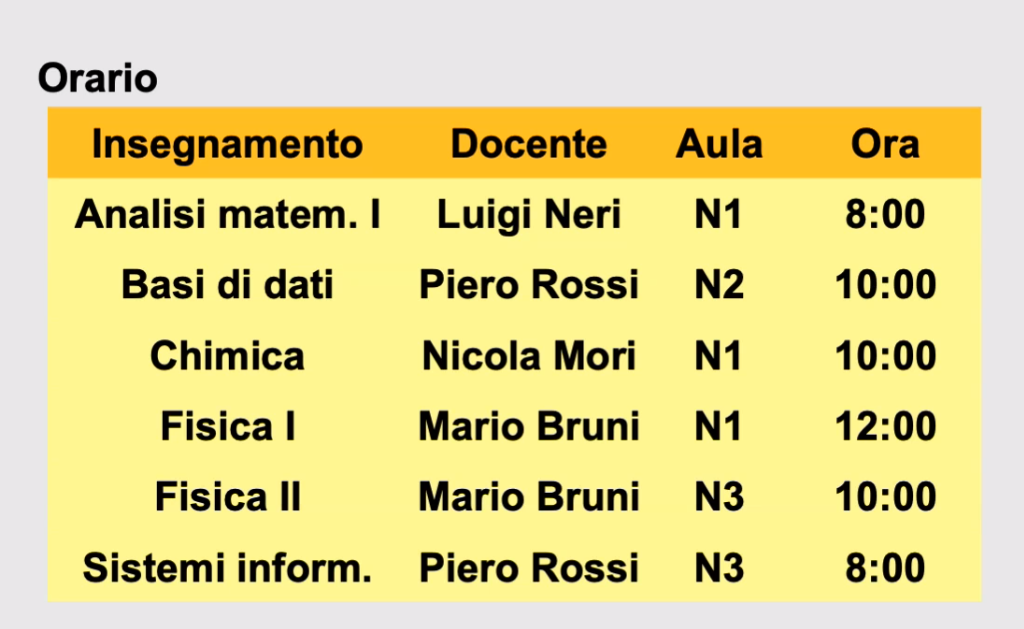 Orario
Insegnamento Docente Aula Ora
Analisi matem. I Luigi Neri N1 8:00
Basi di dati Piero Rossi N2 10:00
Chimica Nicola Mori N1 10:00
Fisica I Mario Bruni N1 12:00
Fisica II Mario Bruni N3 10:00
Sistemi inform. Piero Rossi N3 8:00